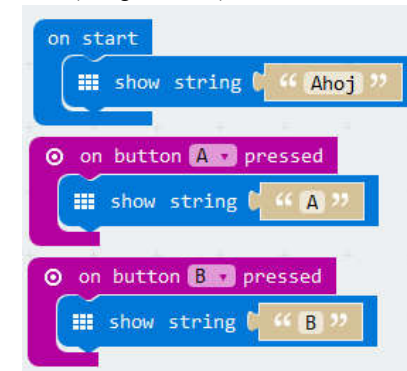 on start
show string “ Ahoj ”
on button A pressed
show string “ A ”
on button B pressed
show string “ B ”